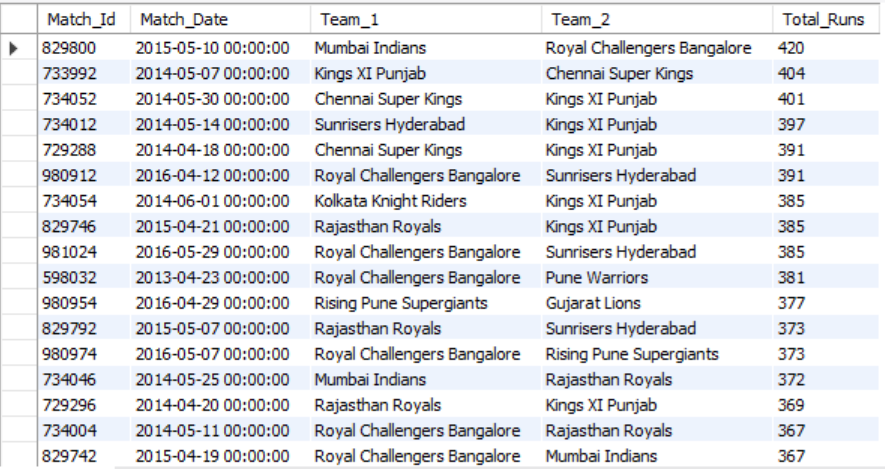 Match_Id Match_Date Team_1 Team_2 Total_Runs
829800 2015-05-10 00:00:00 Mumbai Indians Royal Challengers Bangalore 420
733992 2014-05-07 00:00:00 Kings XI Punjab Chennai Super Kings 404
734052 2014-05-30 00:00:00 Chennai Super Kings Kings XI Punjab 401
734012 2014-05-14 00:00:00 Sunrisers Hyderabad Kings XI Punjab 397
729288 2014-04-18 00:00:00 Chennai Super Kings Kings XI Punjab 391
980912 2016-04-12 00:00:00 Royal Challengers Bangalore Sunrisers Hyderabad 391
734054 2014-06-01 00:00:00 Kolkata Knight Riders Kings XI Punjab 385
829746 2015-04-21 00:00:00 Rajasthan Royals Kings XI Punjab 385
981024 2016-05-29 00:00:00 Royal Challengers Bangalore Sunrisers Hyderabad 385
598032 2013-04-23 00:00:00 Royal Challengers Bangalore Pune Warriors 381
980954 2016-04-29 00:00:00 Rising Pune Supergiants Gujarat Lions 377
829792 2015-05-07 00:00:00 Rajasthan Royals Sunrisers Hyderabad 373
980974 2016-05-07 00:00:00 Royal Challengers Bangalore Rising Pune Supergiants 373
734046 2014-05-25 00:00:00 Mumbai Indians Rajasthan Royals 372
729296 2014-04-20 00:00:00 Rajasthan Royals Kings XI Punjab 369
734004 2014-05-11 00:00:00 Royal Challengers Bangalore Rajasthan Royals 367
829742 2015-04-19 00:00:00 Royal Challengers Bangalore Mumbai Indians 367